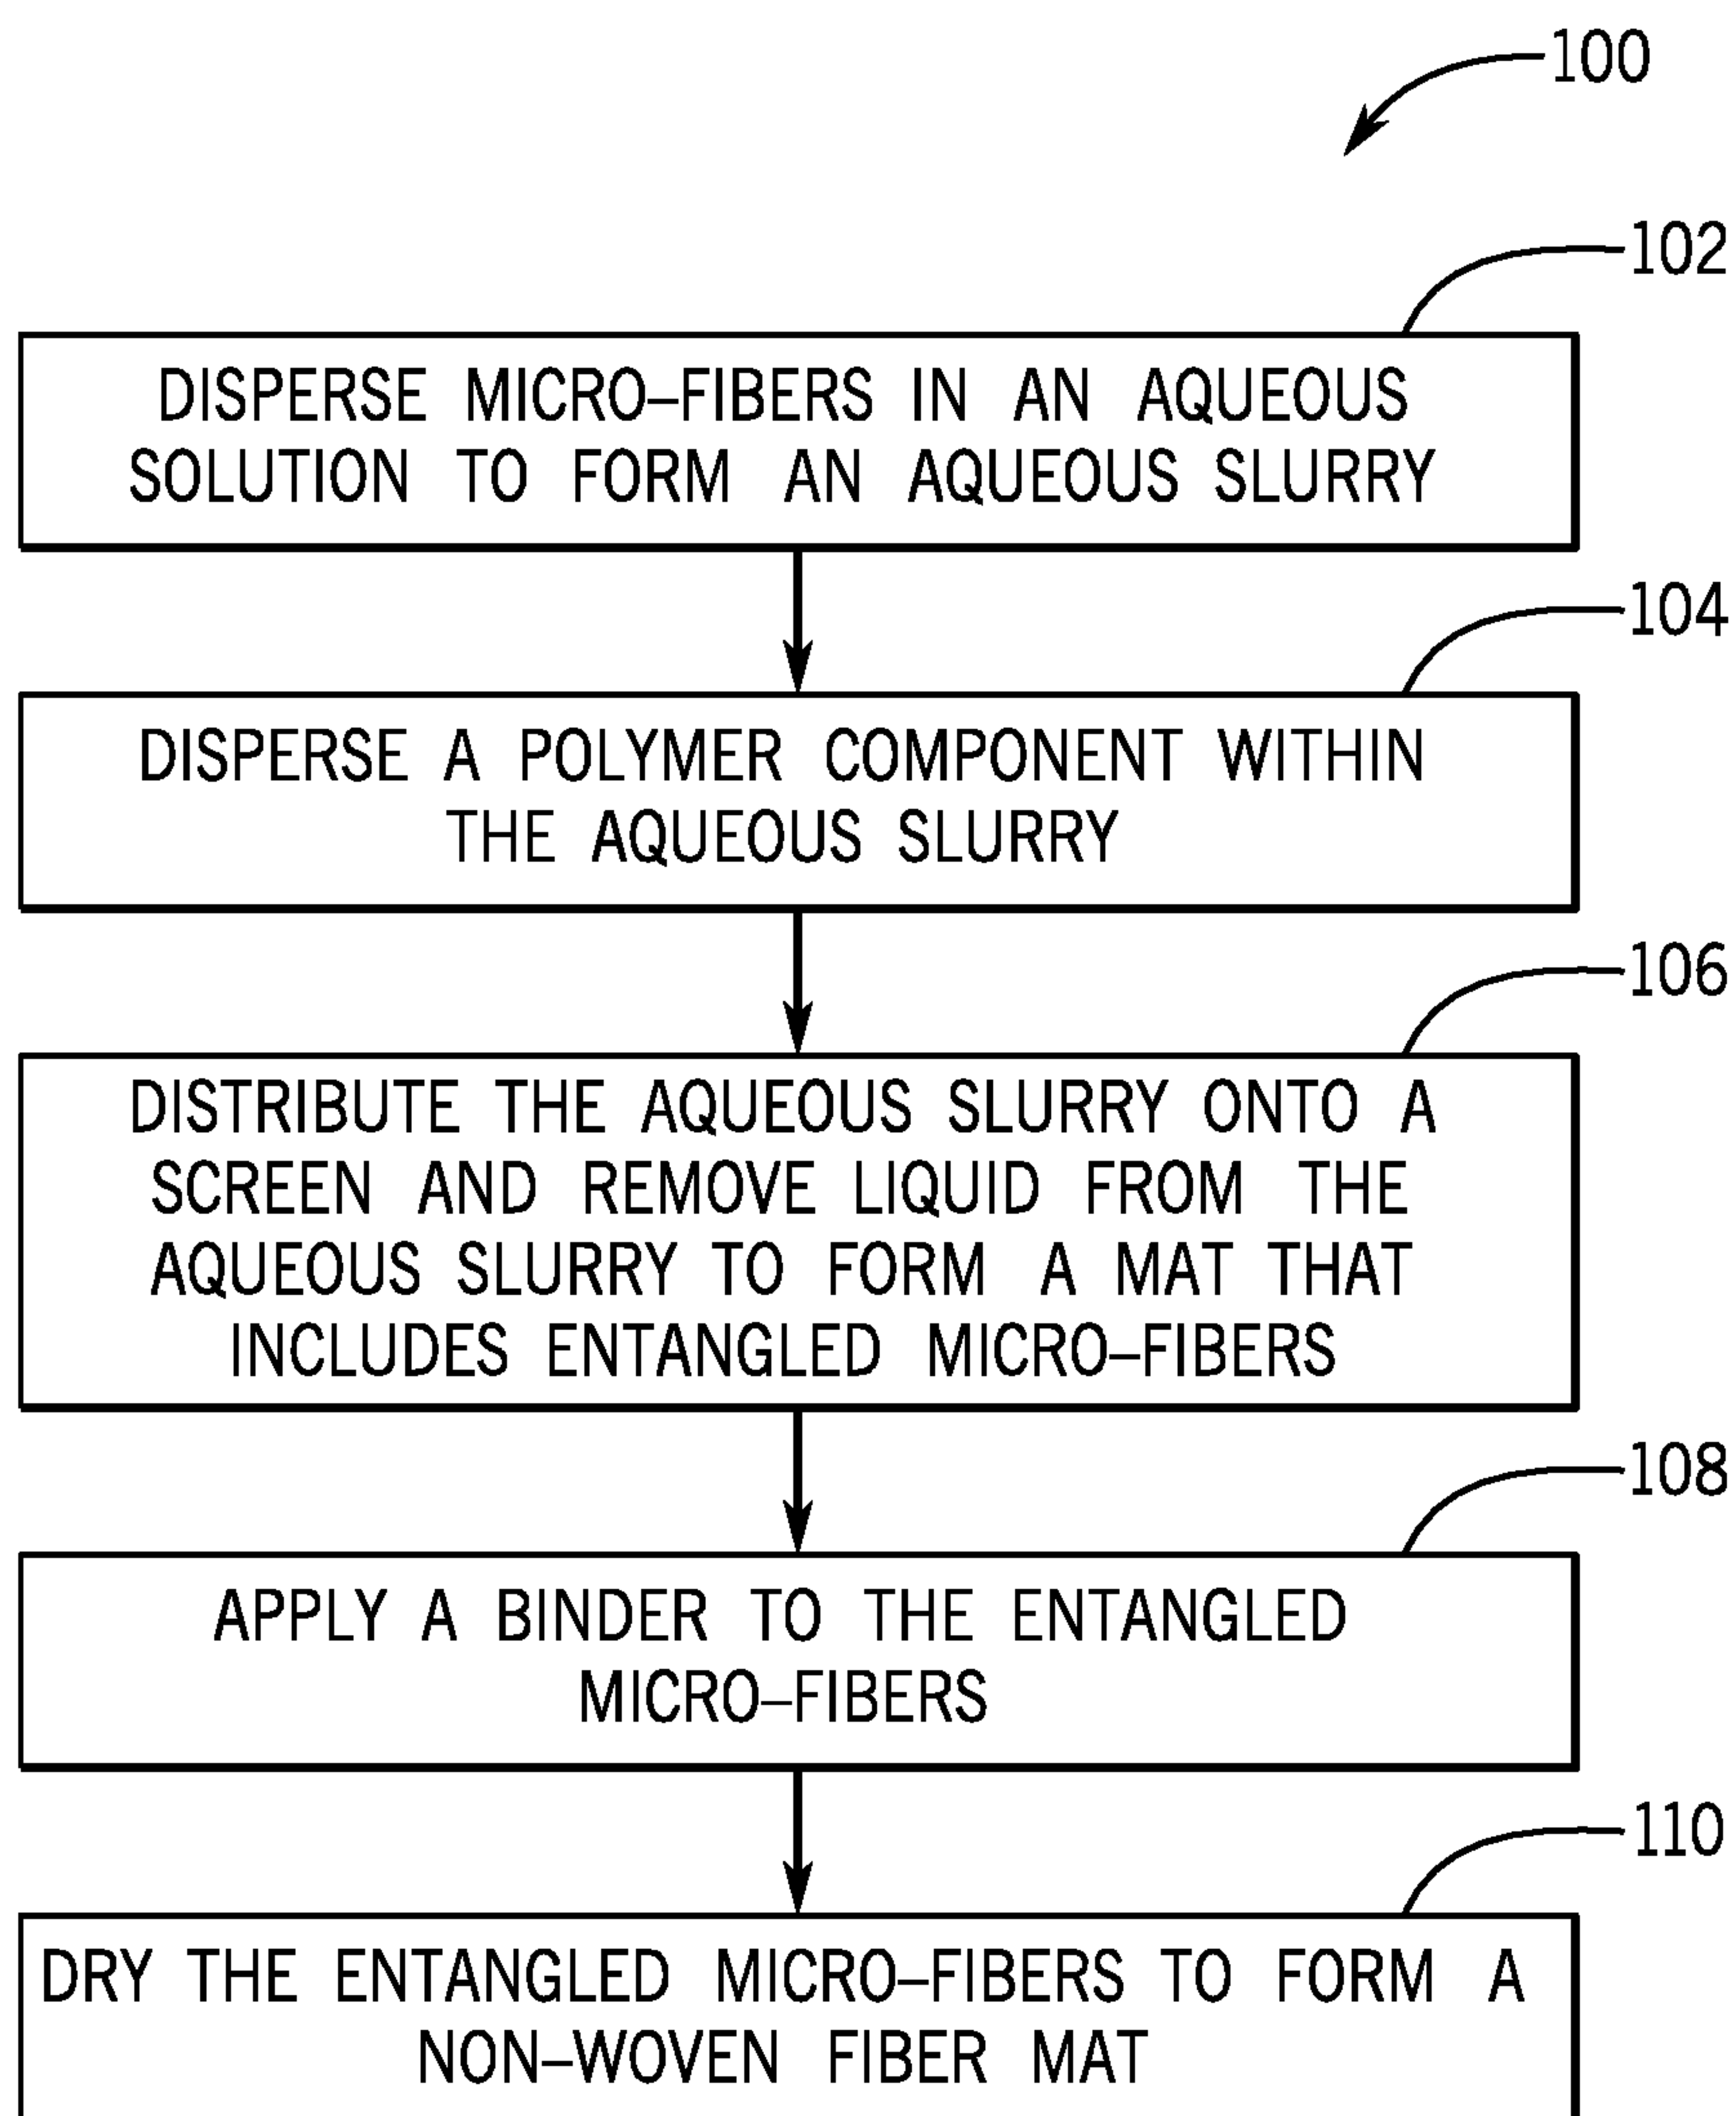 100
102
DISPERSE MICRO–FIBERS IN AN AQUEOUS
SOLUTION TO FORM AN AQUEOUS SLURRY
104
DISPERSE A POLYMER COMPONENT WITHIN
THE AQUEOUS SLURRY
106
DISTRIBUTE THE AQUEOUS SLURRY ONTO A
SCREEN AND REMOVE LIQUID FROM THE
AQUEOUS SLURRY TO FORM A MAT THAT
INCLUDES ENTANGLED MICRO–FIBERS
108
APPLY A BINDER TO THE ENTANGLED
MICRO–FIBERS
110
DRY THE ENTANGLED MICRO–FIBERS TO FORM A
NON–WOVEN FIBER MAT